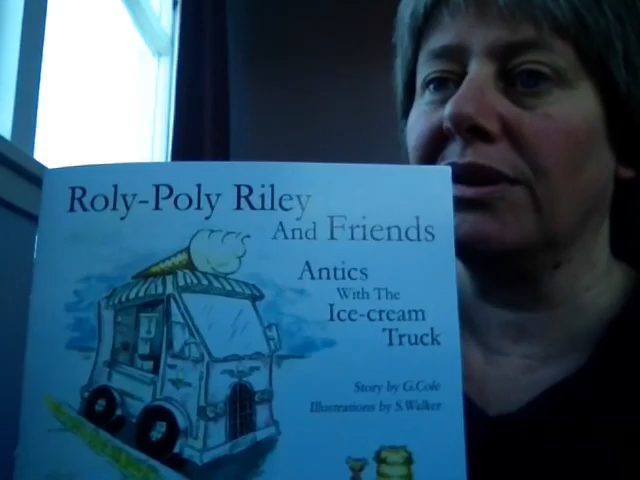 Roly-Poly Riley
And Friends
Antics
With The
Ice-cream
Truck
Story by G.Cole
Illustrations by S.Walker